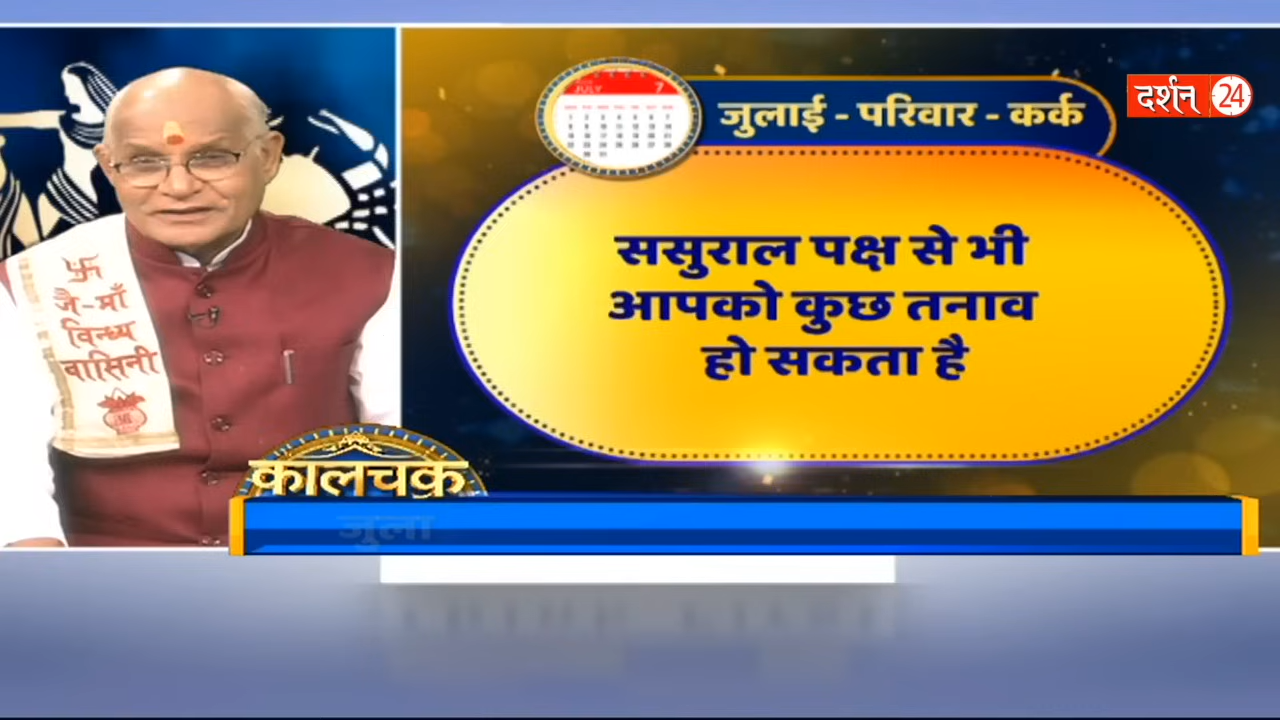 जुलाई - परिवार - कर्क
दर्शन 24
JULY 7
ससुराल पक्ष से भी
आपको कुछ तनाव
हो सकता है
जै-माँ
विन्ध्य
वासिनी
कालचक्र
जुला